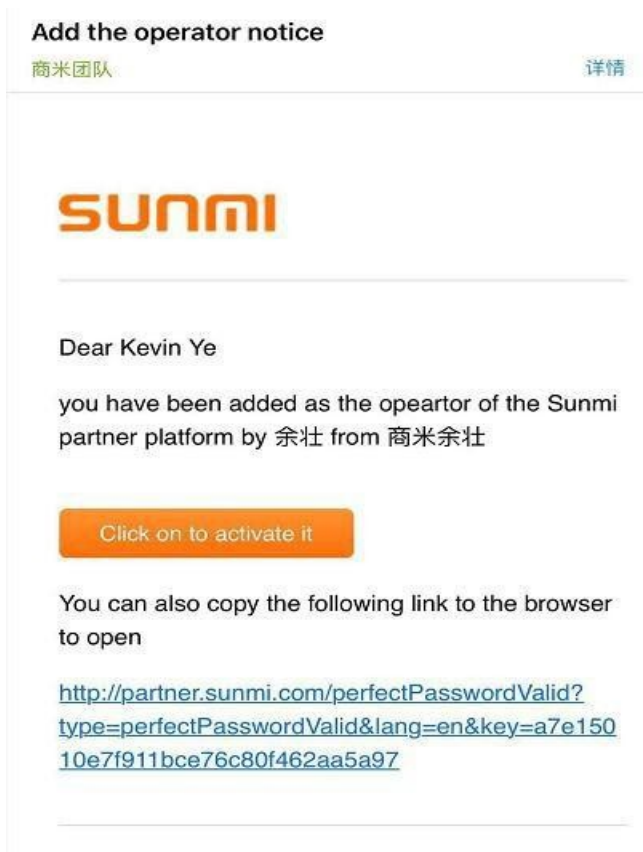 Add the operator notice
商米团队 详情
sunmi
Dear Kevin Ye
you have been added as the opeartor of the Sunmi
partner platform by 余壮 from 商米余壮
Click on to activate it
You can also copy the following link to the browser
to open
http://partner.sunmi.com/perfectPasswordValid?
type=perfectPasswordValid&lang=en&key=a7e150
10e7f911bce76c80f462aa5a97